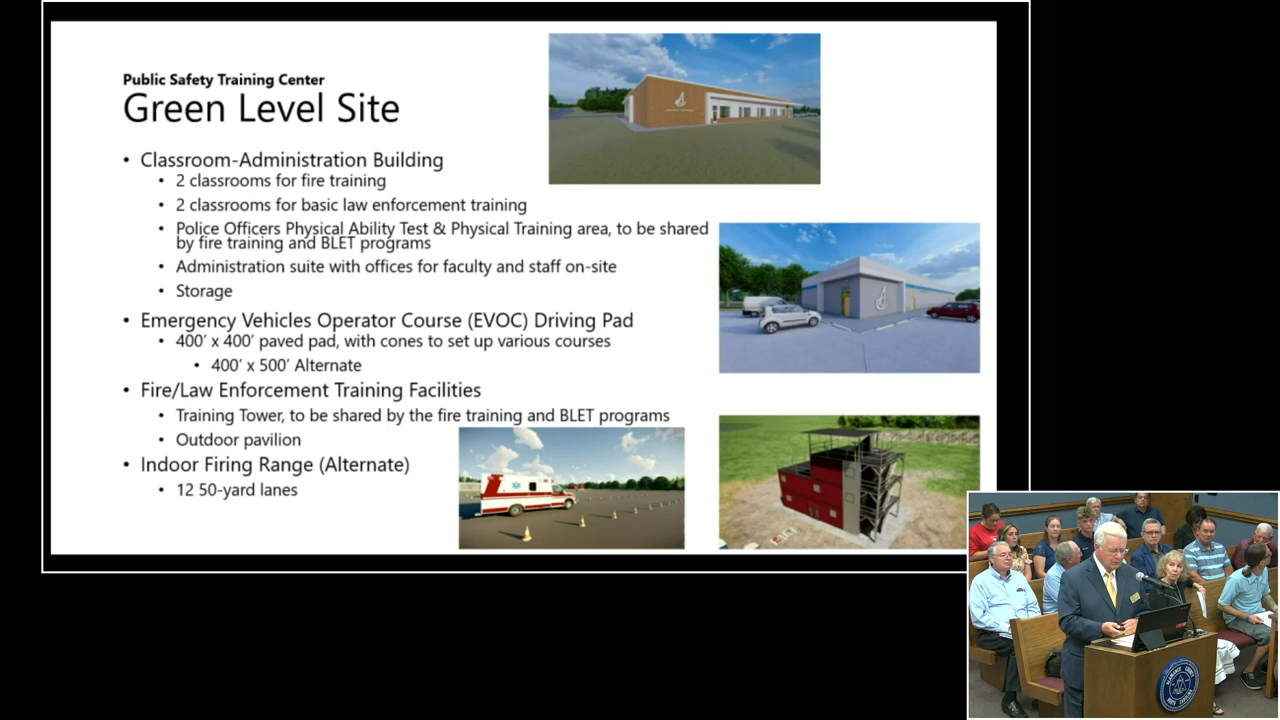 Public Safety Training Center
Green Level Site
• Classroom-Administration Building
• 2 classrooms for fire training
• 2 classrooms for basic law enforcement training
• Police Officers Physical Ability Test & Physical Training area, to be shared
by fire training and BLET programs
• Administration suite with offices for faculty and staff on-site
• Storage
• Emergency Vehicles Operator Course (EVOC) Driving Pad
• 400’ x 400’ paved pad, with cones to set up various courses
• 400’ x 500’ Alternate
• Fire/Law Enforcement Training Facilities
• Training Tower, to be shared by the fire training and BLET programs
• Outdoor pavilion
• Indoor Firing Range (Alternate)
• 12 50-yard lanes
ALAMANCE COUNTY
NORTH CAROLINA